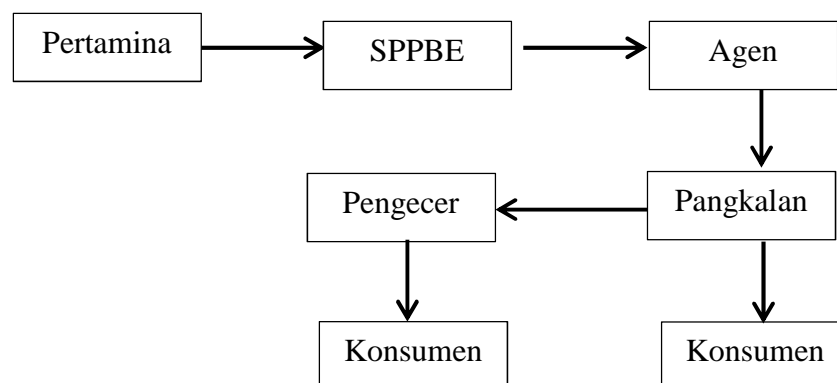 Pertamina
SPPBE
Agen
Pengecer
Pangkalan
Konsumen
Konsumen